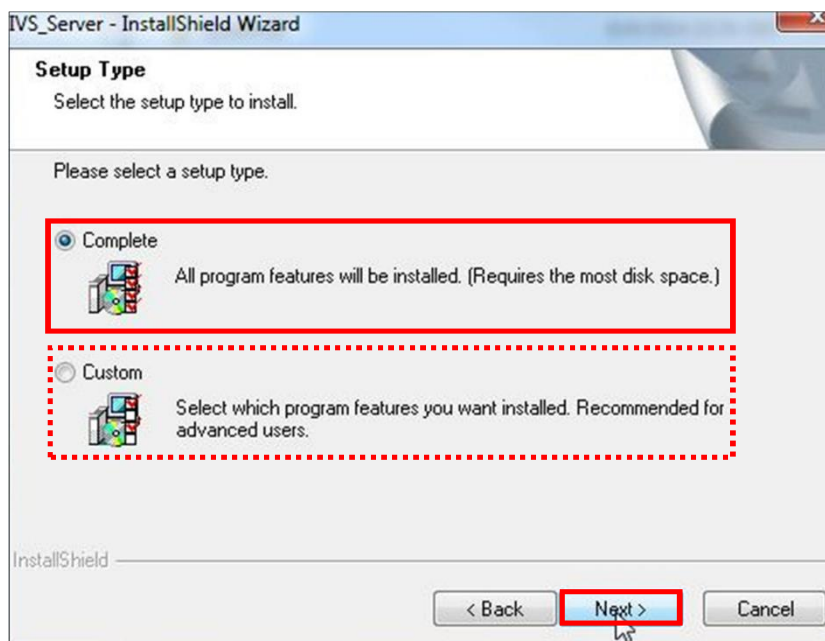 IVS_Server - InstallShield Wizard
Setup Type
Select the setup type to install.
Please select a setup type.
Complete
All program features will be installed. (Requires the most disk space.)
Custom
Select which program features you want installed. Recommended for
advanced users.
InstallShield
< Back
Next >
Cancel